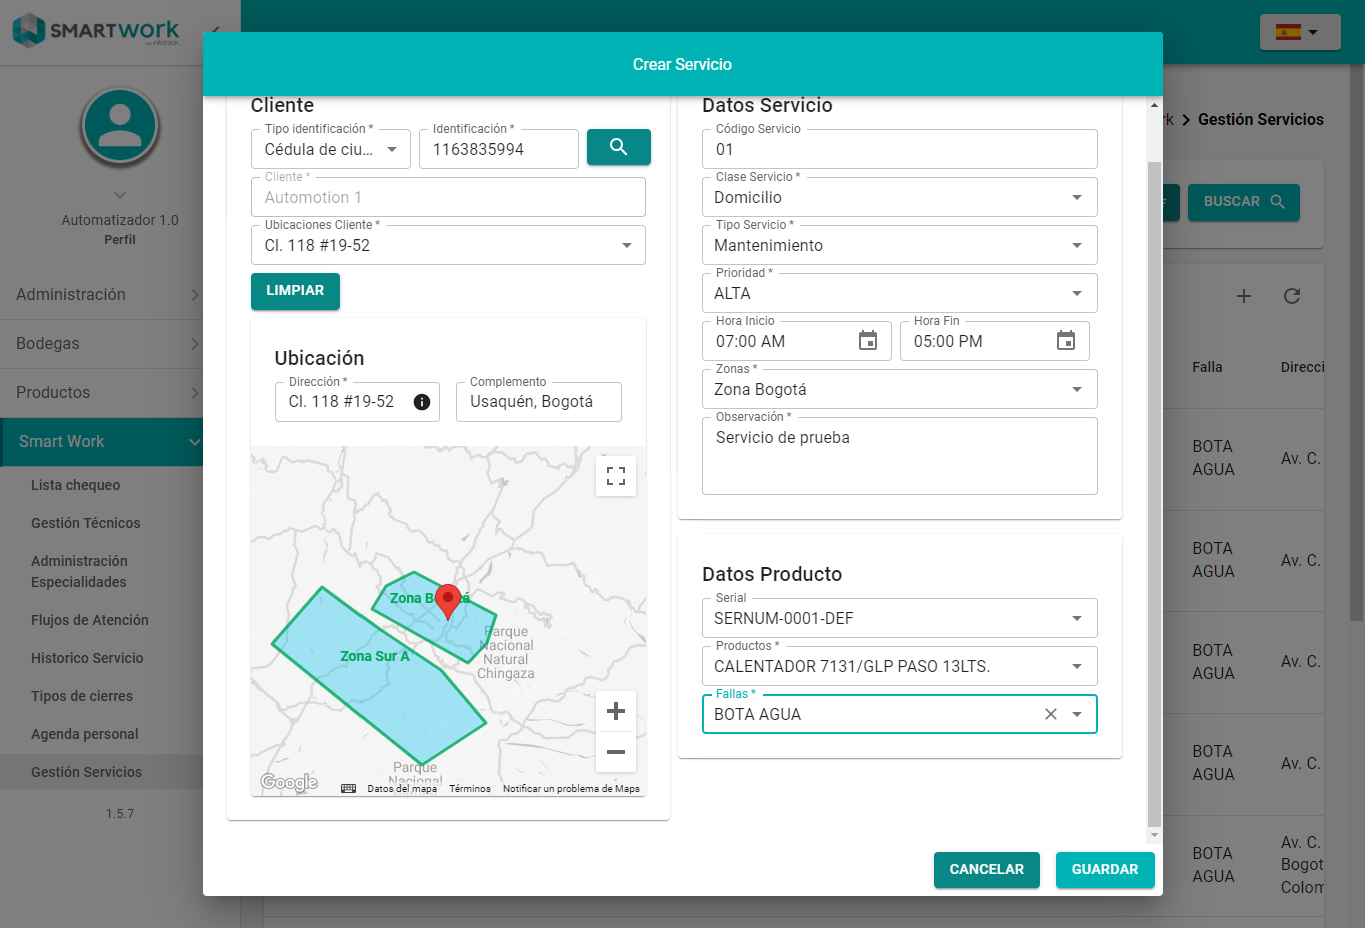 SMARTWORK
Crear Servicio
Gestión Servicios
Automatizador 1.0
Perfil
Administración
Bodegas
Productos
Smart Work
Lista chequeo
Gestión Técnicos
Administración
Especialidades
Flujos de Atención
Historico Servicio
Tipos de cierres
Agenda personal
Gestión Servicios
1.5.7
Cliente
Tipo identificación *
Cédula de ciu...
Identificación *
1163835994
Cliente *
Automotion 1
Ubicaciones Cliente *
Cl. 118 #19-52
LIMPIAR
Ubicación
Dirección *
Cl. 118 #19-52
Complemento
Usaquén, Bogotá
Zona Bogotá
Zona Sur A
Parque
Nacional
Natural
Chingaza
Parque
Nacional
Google
Datos del mapa
Términos
Notificar un problema de Maps
Datos Servicio
Código Servicio
01
Clase Servicio *
Domicilio
Tipo Servicio *
Mantenimiento
Prioridad *
ALTA
Hora Inicio
07:00 AM
Hora Fin
05:00 PM
Zonas *
Zona Bogotá
Observación *
Servicio de prueba
Datos Producto
Serial
SERNUM-0001-DEF
Productos *
CALENTADOR 7131/GLP PASO 13LTS.
Fallas *
BOTA AGUA
CANCELAR
GUARDAR
BUSCAR
Falla
Direcci
BOTA
AGUA
Av. C.
BOTA
AGUA
Av. C.
BOTA
AGUA
Av. C.
BOTA
AGUA
Av. C.
BOTA
AGUA
Av. C.
Bogot
Colom